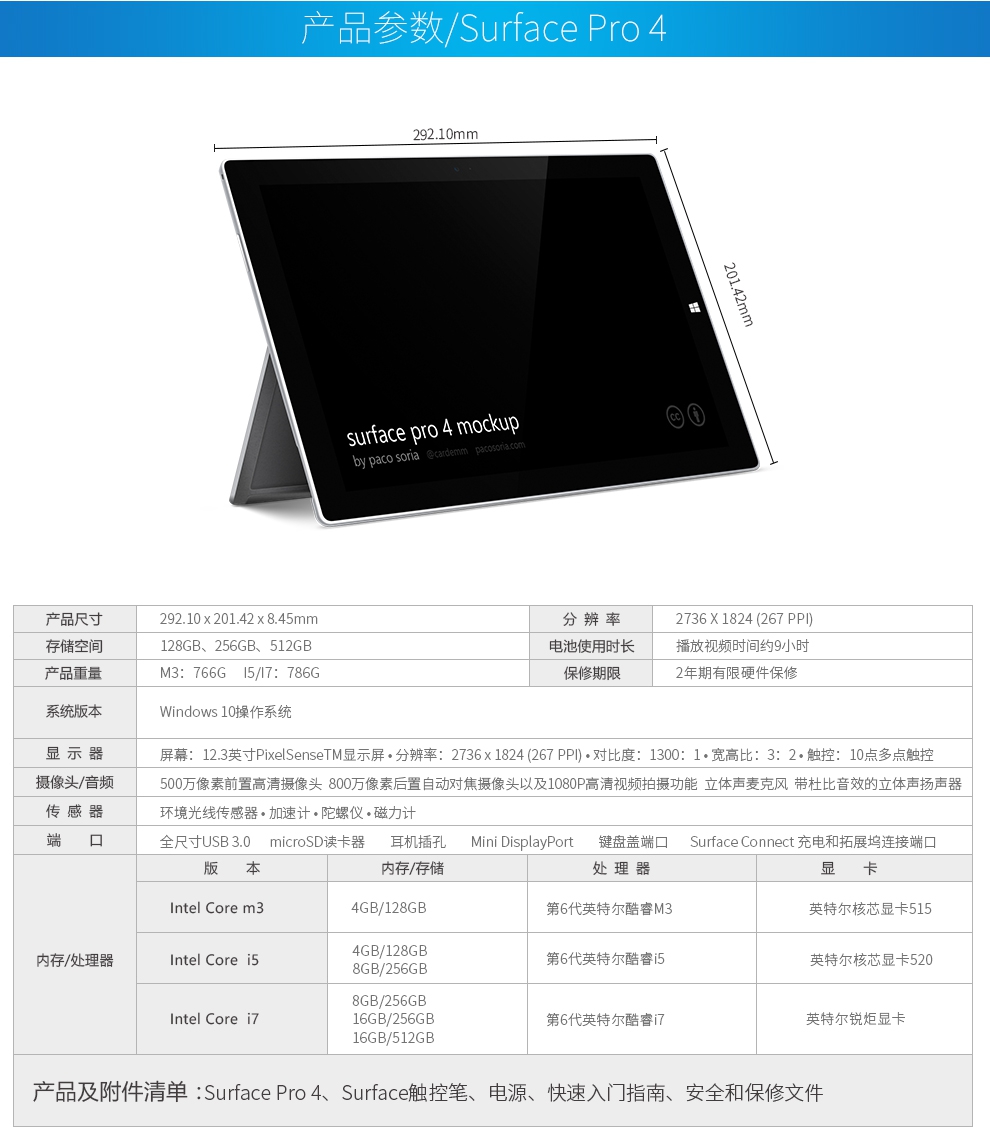 产品参数/Surface Pro 4
292.10mm
201.42mm
surface pro 4 mockup
by paco soria @cardemm pacosoria.com
cc
产品尺寸 292.10 x 201.42 x 8.45mm 分 辨 率 2736 X 1824 (267 PPI)
存储空间 128GB、256GB、512GB 电池使用时长 播放视频时间约9小时
产品重量 M3：766G I5/I7：786G 保修期限 2年期有限硬件保修
系统版本 Windows 10操作系统
显 示 器 屏幕：12.3英寸PixelSenseTM显示屏 • 分辨率：2736 x 1824 (267 PPI) • 对比度：1300：1 • 宽高比：3：2 • 触控：10点多点触控
摄像头/音频 500万像素前置高清摄像头 800万像素后置自动对焦摄像头以及1080P高清视频拍摄功能 立体声麦克风 带杜比音效的立体声扬声器
传 感 器 环境光线传感器 • 加速计 • 陀螺仪 • 磁力计
端 口 全尺寸USB 3.0 microSD读卡器 耳机插孔 Mini DisplayPort 键盘盖端口 Surface Connect 充电和拓展坞连接端口
版 本 内存/存储 处 理 器 显 卡
Intel Core m3 4GB/128GB 第6代英特尔酷睿M3 英特尔核芯显卡515
内存/处理器
Intel Core i5 4GB/128GB 第6代英特尔酷睿i5 英特尔核芯显卡520
8GB/256GB
Intel Core i7 8GB/256GB 第6代英特尔酷睿i7 英特尔锐炬显卡
16GB/256GB
16GB/512GB
产品及附件清单 :Surface Pro 4、Surface触控笔、电源、快速入门指南、安全和保修文件